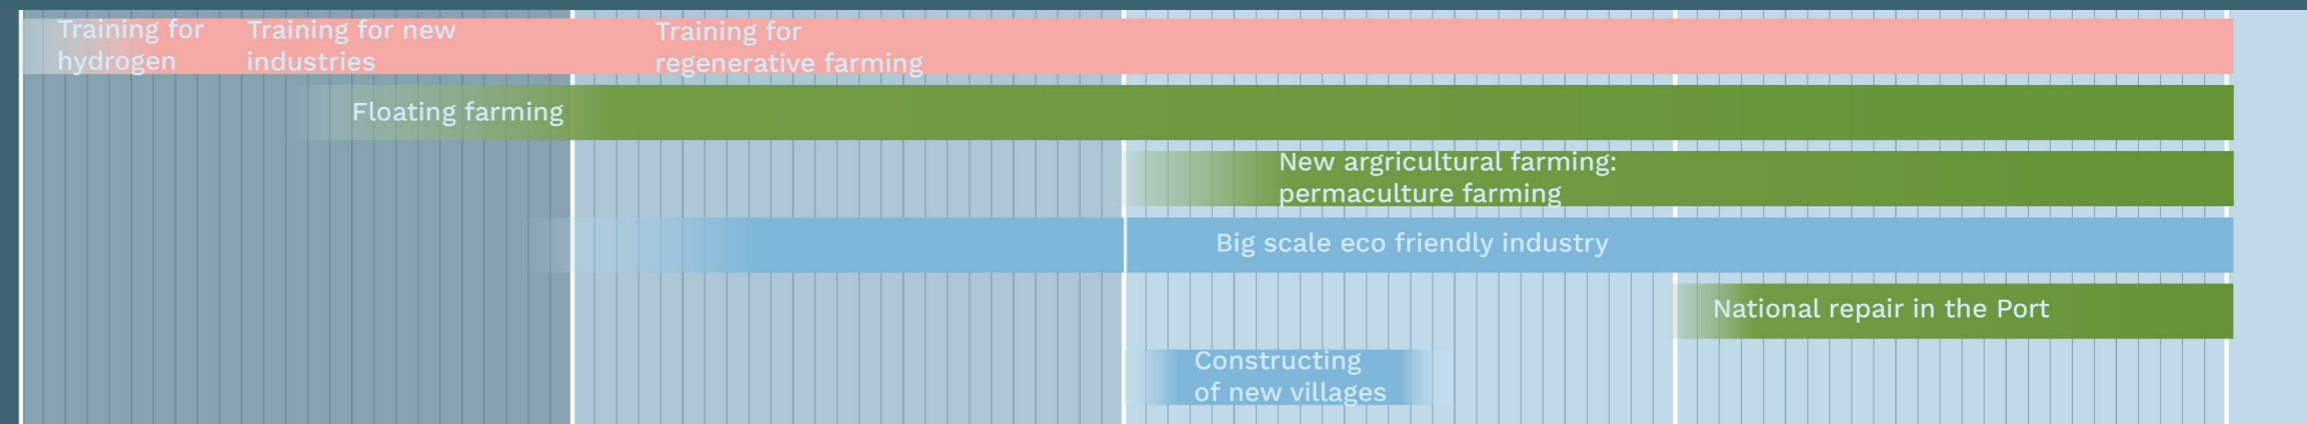 Training for
hydrogen
Training for new
industries
Training for
regenerative farming
Floating farming
New argricultural farming:
permaculture farming
Big scale eco friendly industry
National repair in the Port
Constructing
of new villages